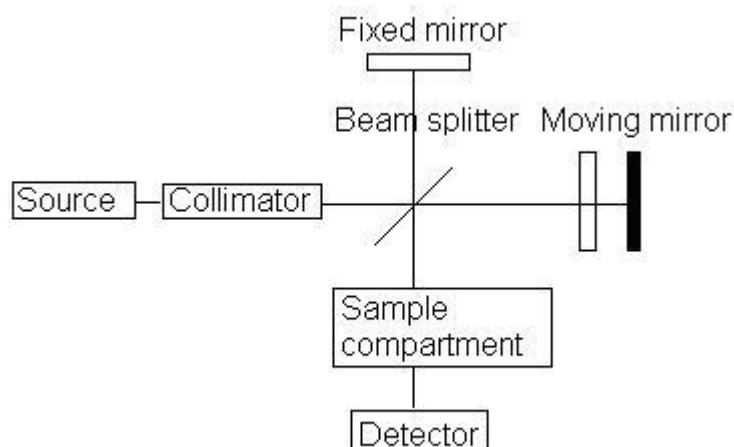 Fixed mirror
Beam splitter
Moving mirror
Source
Collimator
Sample
compartment
Detector